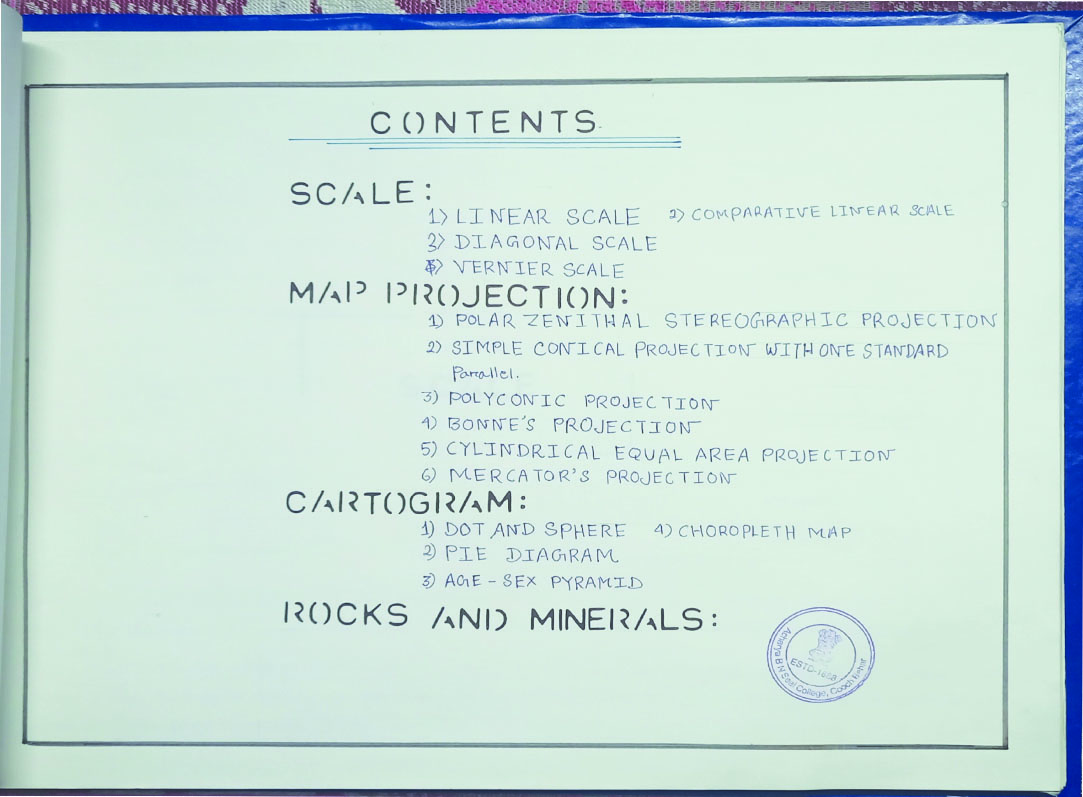 CONTENTS
SCALE:
1) LINEAR SCALE 2) COMPARATIVE LINEAR SCALE
3) DIAGONAL SCALE
VERNIER SCALE
MAP PROJECTION:
1) POLAR ZENITHAL STEREOGRAPHIC PROJECTION
2) SIMPLE CONICAL PROJECTION WITH ONE STANDARD
Parallel.
3) POLYCONIC PROJECTION
4) BONNE'S PROJECTION
5) CYLINDRICAL EQUAL AREA PROJECTION
6) MERCATOR'S PROJECTION
CARTOGRAM:
1) DOT AND SPHERE 4) CHOROPLETH MAP
2) PIE DIAGRAM
3) AGE-SEX PYRAMID
ROCKS AND MINERALS:
Acharya B N Seal College, Cooch Behar
ESTD-1888